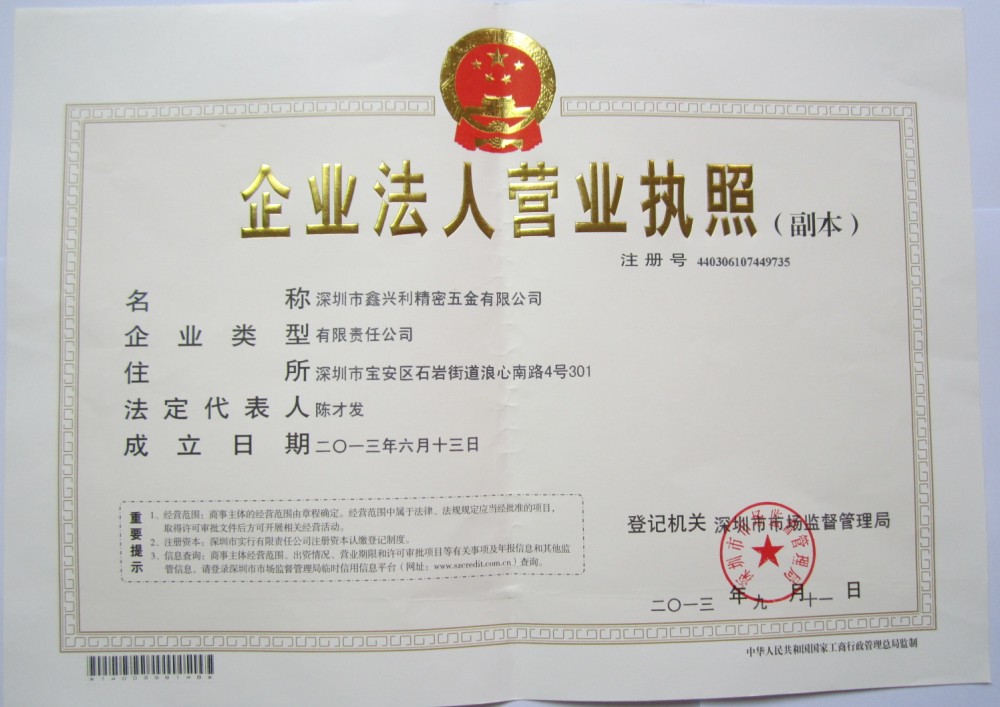 企业法人营业执照（副本）
注册号 440306107449735
名称 深圳市鑫兴利精密五金有限公司
企业类型 有限责任公司
住所 深圳市宝安区石岩街道浪心南路4号301
法定代表人 陈才发
成立日期 二〇一三年六月十三日
重要提示
1、经营范围：商事主体的经营范围由章程确定。经营范围中属于法律、法规规定应当经批准的项目，
取得许可审批文件后方可开展相关经营活动。
2、注册资本：深圳市实行有限责任公司注册资本认缴登记制度。
3、信息查询：商事主体经营范围、出资情况、营业期限和许可审批项目等有关事项及年报信息和其他监
管信息，请登录深圳市市场监督管理局临时信用信息平台（网址：www.szcredit.com.cn）查询。
登记机关 深圳市市场监督管理局
深圳市市场监督管理局
二〇一三 年 九 月 十一 日
中华人民共和国国家工商行政管理总局监制